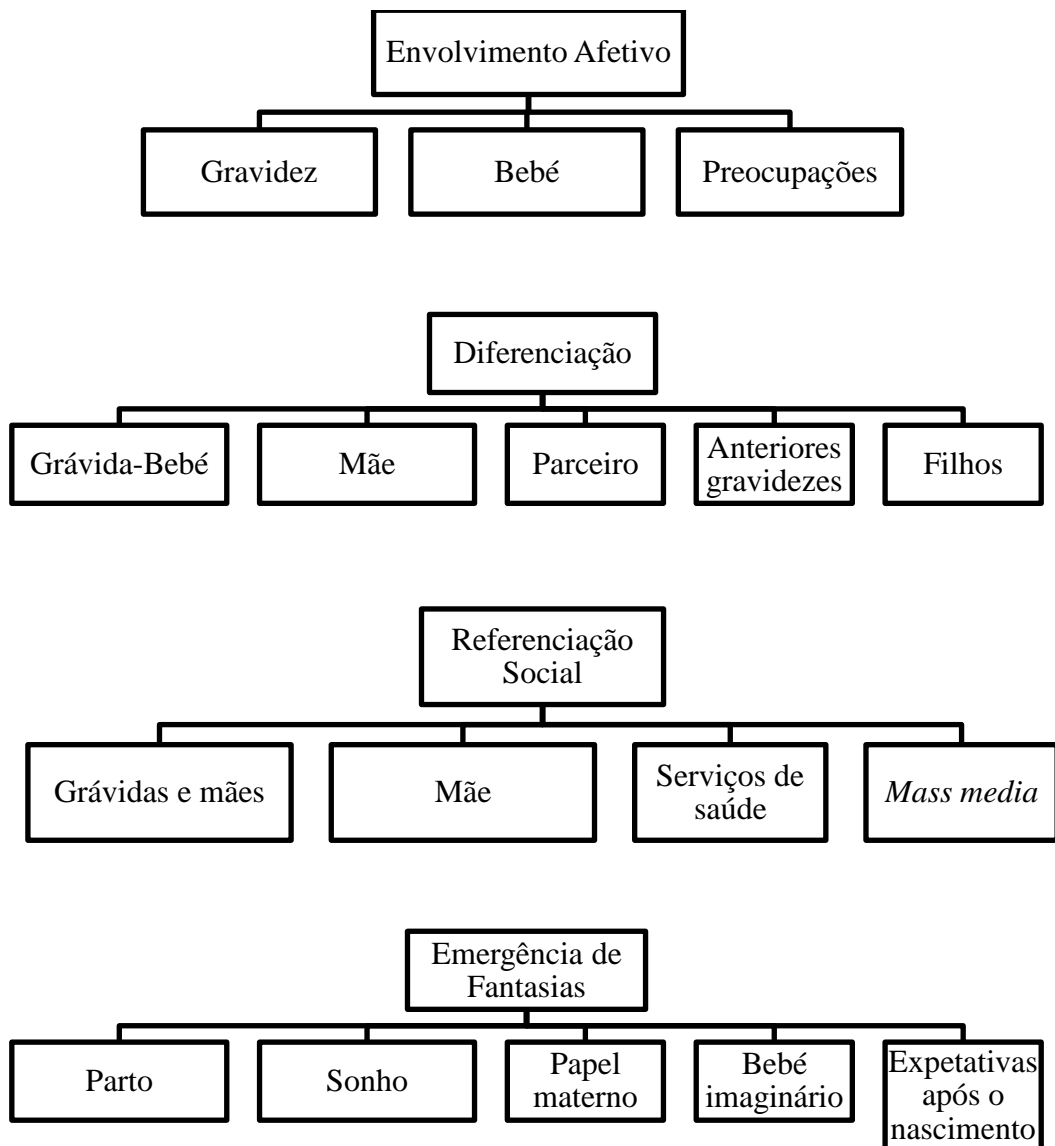 Envolvimento Afetivo
Gravidez
Bebé
Preocupações
Diferenciação
Grávida-Bebé
Mãe
Parceiro
Anteriores
gravidezes
Filhos
Referenciação
Social
Grávidas e mães
Mãe
Serviços de
saúde
Mass media
Emergência de
Fantasias
Parto
Sonho
Papel
materno
Bebé
imaginário
Expetativas
após o
nascimento